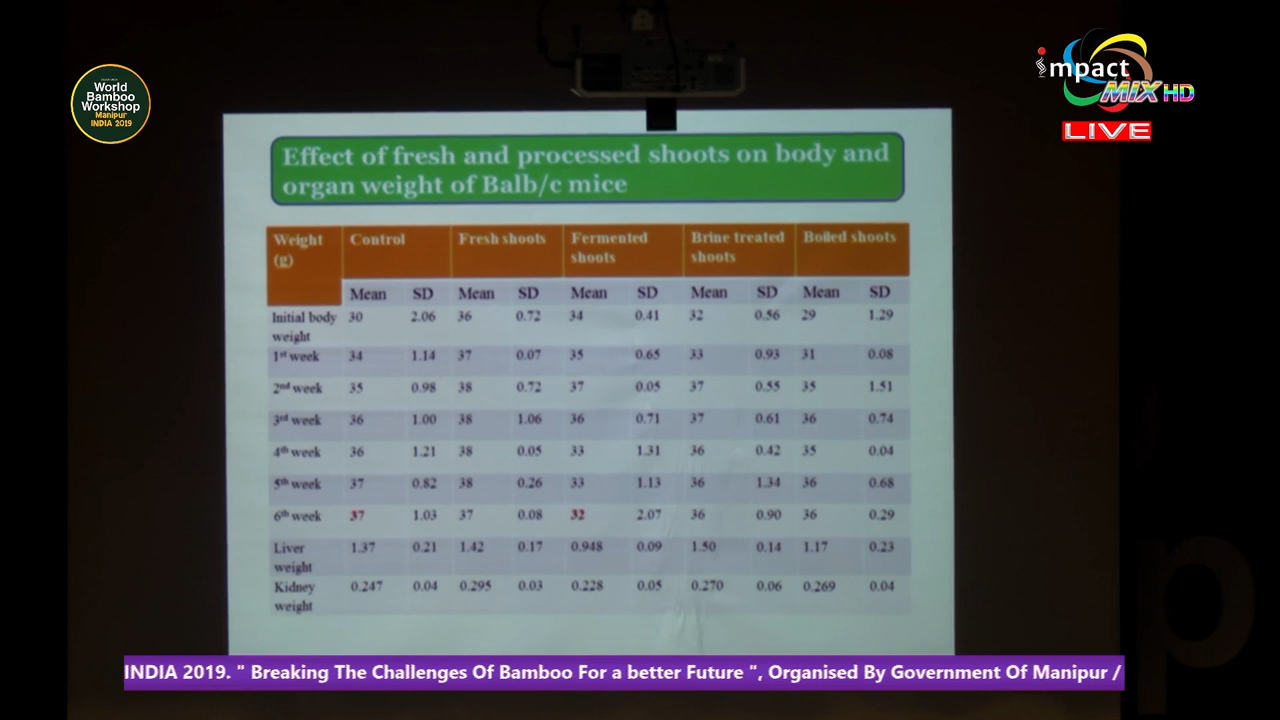 World
Bamboo
Workshop
Manipur
INDIA 2019
impact
MIX HD
LIVE
Effect of fresh and processed shoots on body and
organ weight of Balb/c mice
Weight (g) Control Fresh shoots Fermented shoots Brine treated shoots Boiled shoots
Mean SD Mean SD Mean SD Mean SD Mean SD
Initial body weight 30 2.06 36 0.72 34 0.41 32 0.56 29 1.29
1st week 34 1.14 37 0.07 35 0.65 33 0.93 31 0.08
2nd week 35 0.98 38 0.72 37 0.05 37 0.55 35 1.51
3rd week 36 1.00 38 1.06 36 0.71 37 0.61 36 0.74
4th week 36 1.21 38 0.05 33 1.31 36 0.42 35 0.04
5th week 37 0.82 38 0.26 33 1.13 36 1.34 36 0.68
6th week 37 1.03 37 0.08 32 2.07 36 0.90 36 0.29
Liver weight 1.37 0.21 1.42 0.17 0.948 0.09 1.50 0.14 1.17 0.23
Kidney weight 0.247 0.04 0.295 0.03 0.228 0.05 0.270 0.06 0.269 0.04
INDIA 2019. " Breaking The Challenges Of Bamboo For a better Future ", Organised By Government Of Manipur /